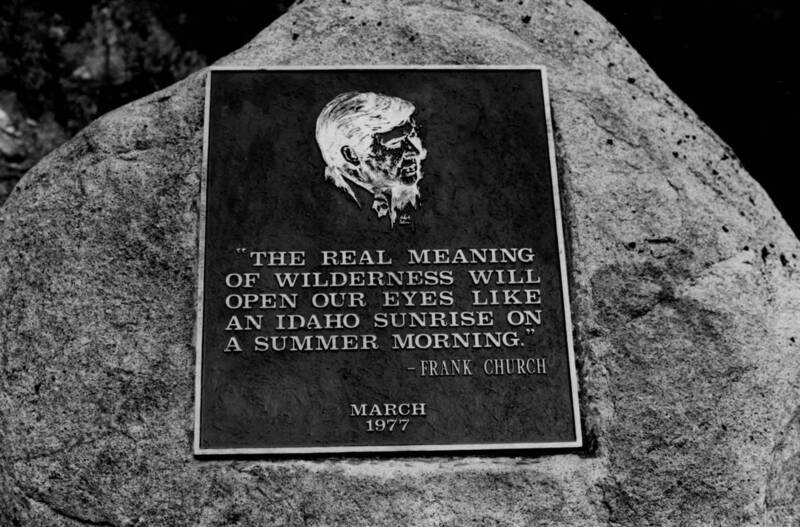 "THE REAL MEANING
OF WILDERNESS WILL
OPEN OUR EYES LIKE
AN IDAHO SUNRISE ON
A SUMMER MORNING."
- FRANK CHURCH
MARCH
1977